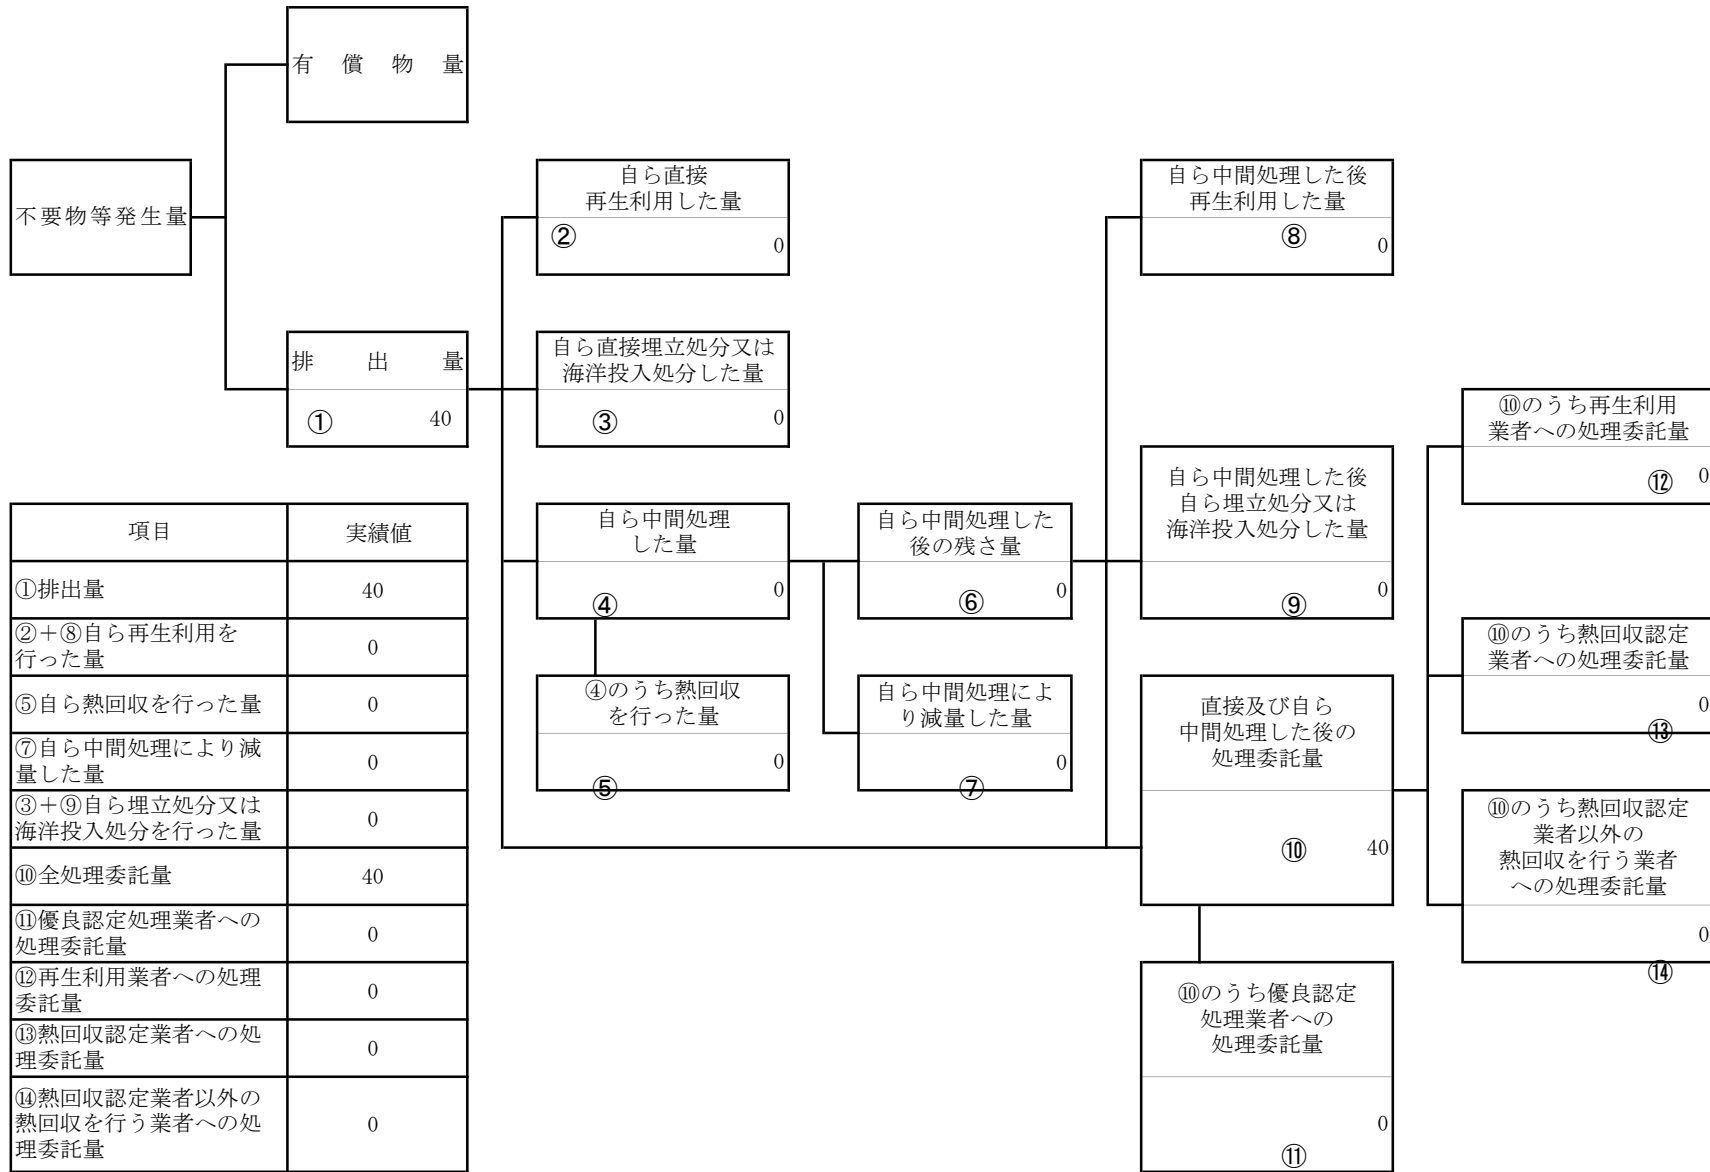 有償物量
不要物等発生量
排出量
① 40
自ら直接
再生利用した量
② 0
自ら直接埋立処分又は
海洋投入処分した量
③ 0
自ら中間処理
した量
④ 0
④のうち熱回収
を行った量
⑤ 0
自ら中間処理した
後の残さ量
⑥ 0
自ら中間処理によ
り減量した量
⑦ 0
自ら中間処理した後
再生利用した量
⑧ 0
自ら中間処理した後
自ら埋立処分又は
海洋投入処分した量
⑨ 0
直接及び自ら
中間処理した後の
処理委託量
⑩ 40
⑩のうち優良認定
処理業者への
処理委託量
0
⑪
⑩のうち再生利用
業者への処理委託量
⑫ 0
⑩のうち熱回収認定
業者への処理委託量
0
⑬
⑩のうち熱回収認定
業者以外の
熱回収を行う業者
への処理委託量
0
⑭
項目 実績値
①排出量 40
②＋⑧自ら再生利用を
行った量 0
⑤自ら熱回収を行った量 0
⑦自ら中間処理により減
量した量 0
③＋⑨自ら埋立処分又は
海洋投入処分を行った量 0
⑩全処理委託量 40
⑪優良認定処理業者への
処理委託量 0
⑫再生利用業者への処理
委託量 0
⑬熱回収認定業者への処
理委託量 0
⑭熱回収認定業者以外の
熱回収を行う業者への処
理委託量 0